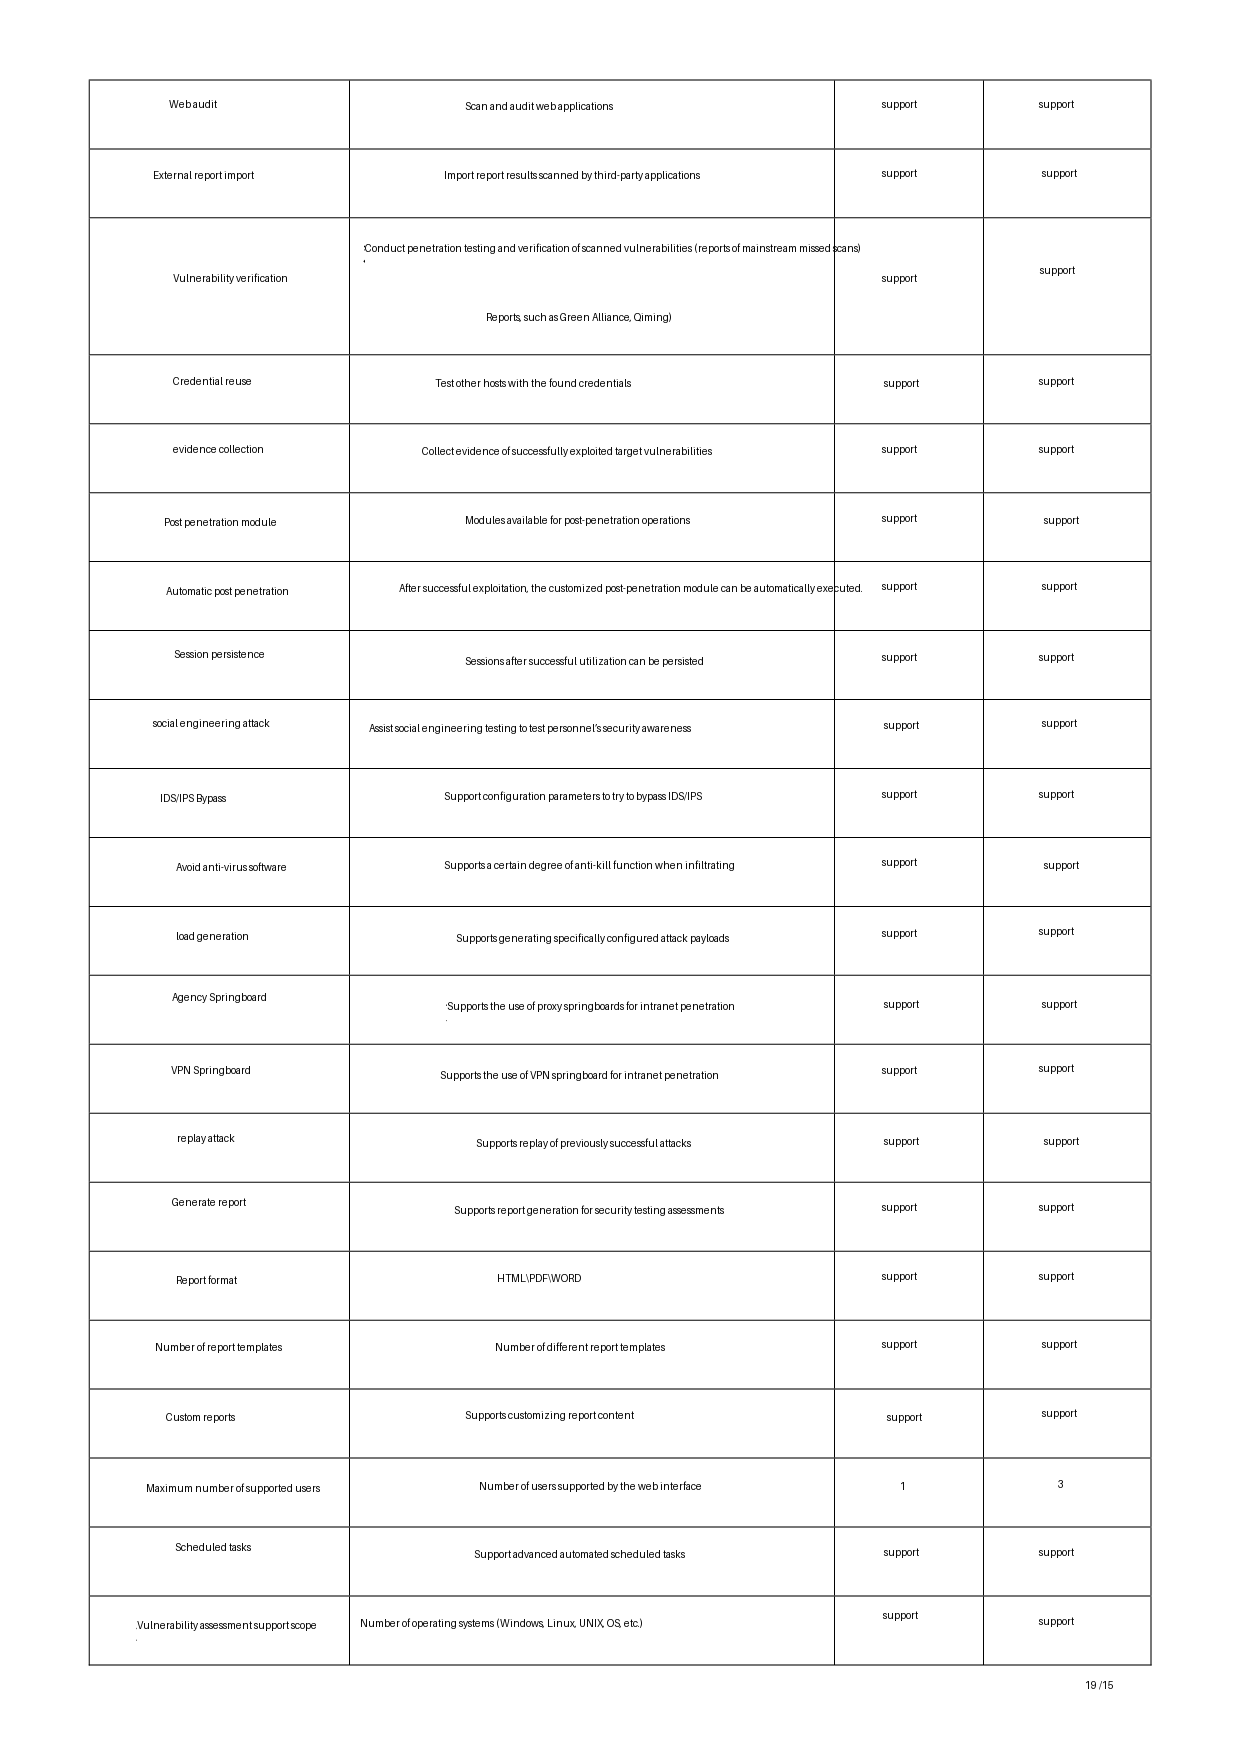 Web audit Scan and audit web applications support support
External report import Import report results scanned by third-party applications support support
Conduct penetration testing and verification of scanned vulnerabilities (reports of mainstream missed scans)
Vulnerability verification support support
Reports, such as Green Alliance, Qiming)
Credential reuse Test other hosts with the found credentials support support
evidence collection Collect evidence of successfully exploited target vulnerabilities support support
Post penetration module Modules available for post-penetration operations support support
Automatic post penetration After successful exploitation, the customized post-penetration module can be automatically executed. support support
Session persistence Sessions after successful utilization can be persisted support support
social engineering attack Assist social engineering testing to test personnel's security awareness support support
IDS/IPS Bypass Support configuration parameters to try to bypass IDS/IPS support support
Avoid anti-virus software Supports a certain degree of anti-kill function when infiltrating support support
load generation Supports generating specifically configured attack payloads support support
Agency Springboard Supports the use of proxy springboards for intranet penetration support support
VPN Springboard Supports the use of VPN springboard for intranet penetration support support
replay attack Supports replay of previously successful attacks support support
Generate report Supports report generation for security testing assessments support support
Report format HTML\PDF\WORD support support
Number of report templates Number of different report templates support support
Custom reports Supports customizing report content support support
Maximum number of supported users Number of users supported by the web interface 1 3
Scheduled tasks Support advanced automated scheduled tasks support support
Vulnerability assessment support scope Number of operating systems (Windows, Linux, UNIX, OS, etc.) support support
19 /15